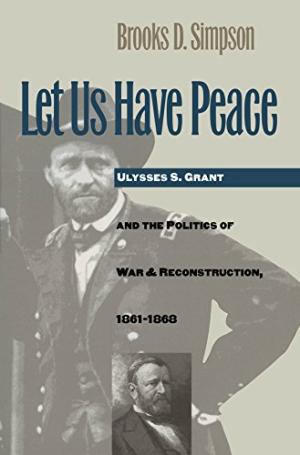 Brooks D. Simpson
Let Us Have Peace
ULYSSES S. GRANT
AND THE POLITICS OF
WAR & RECONSTRUCTION,
1861-1868